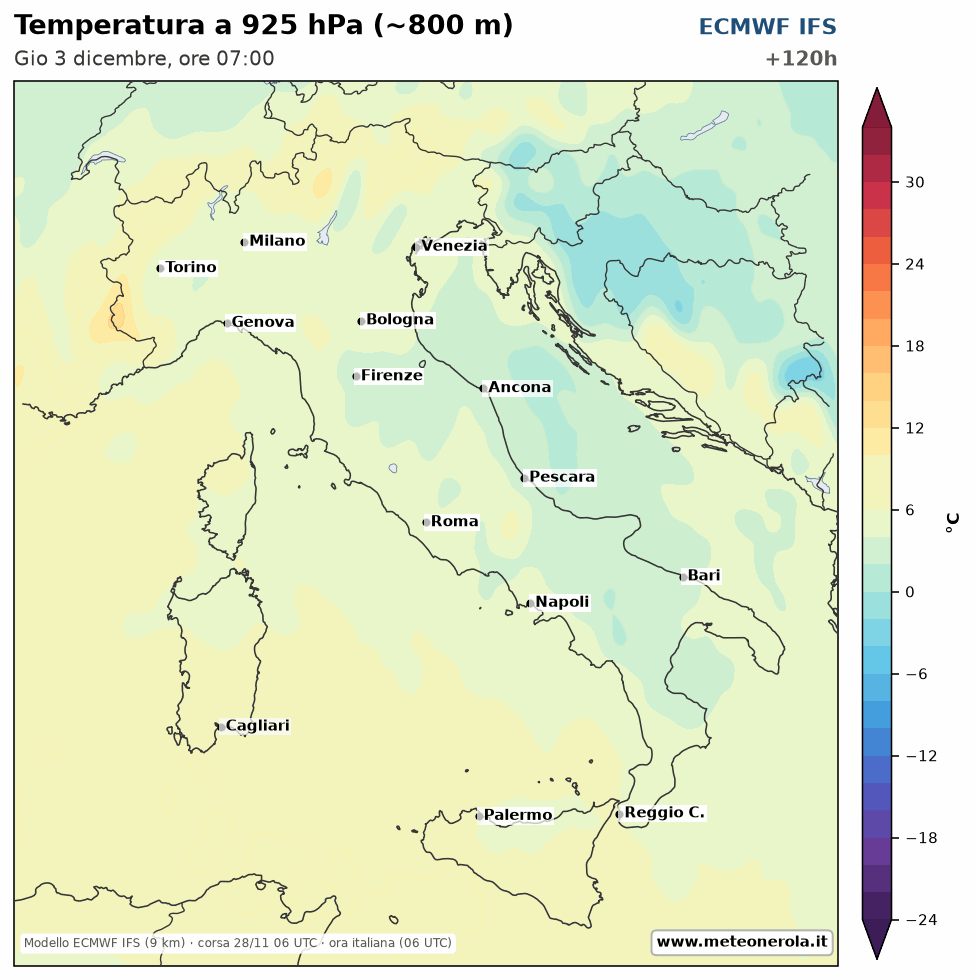 Temperatura a 925 hPa (~800 m)
ECMWF IFS
Gio 3 dicembre, ore 07:00
+120h
Milano
Venezia
Torino
Genova
Bologna
Firenze
Ancona
Pescara
Roma
Bari
Napoli
Cagliari
Palermo
Reggio C.
30
24
18
12
6
0
−6
−12
−18
−24
°C
Modello ECMWF IFS (9 km) · corsa 28/11 06 UTC · ora italiana (06 UTC)
www.meteonerola.it